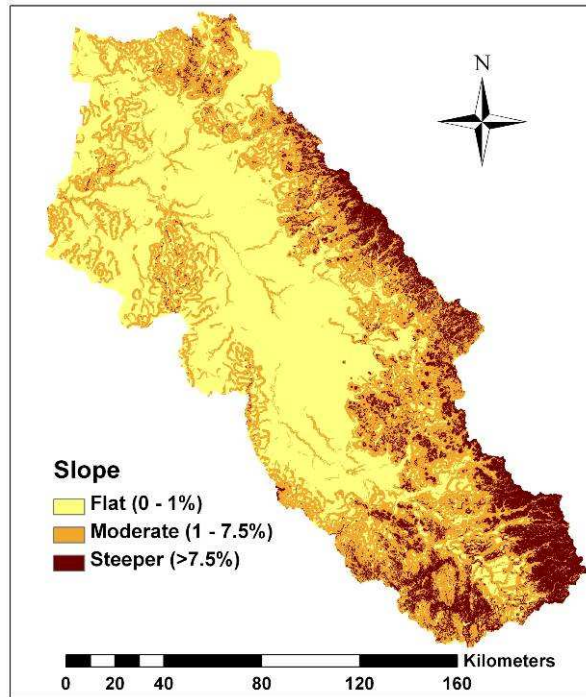 N
Slope
Flat (0 - 1%)
Moderate (1 - 7.5%)
Steeper (>7.5%)
Kilometers
0 20 40 80 120 160